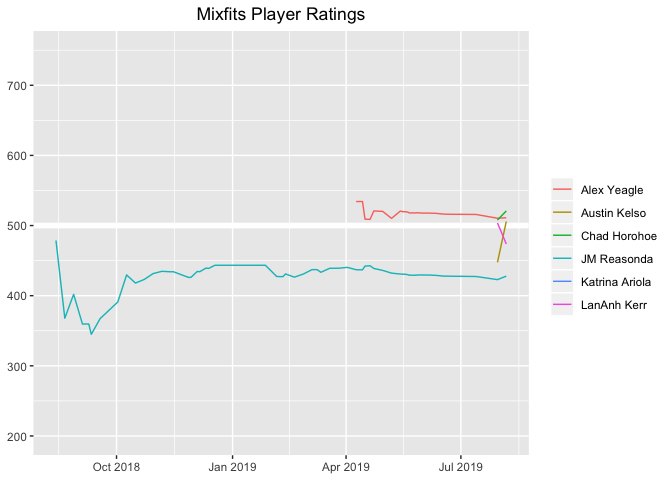 Mixfits Player Ratings
700
600
500
400
300
200
Oct 2018
Jan 2019
Apr 2019
Jul 2019
Alex Yeagle
Austin Kelso
Chad Horohoe
JM Reasonda
Katrina Ariola
LanAnh Kerr